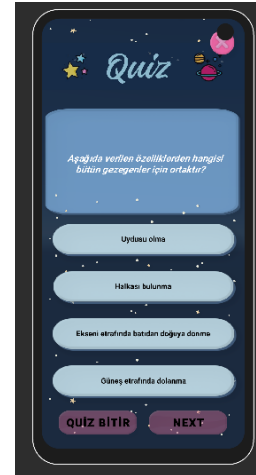 Quiz
Aşağıda verilen özelliklerden hangisi
bütün gezegenler için ortaktır?
Uydusu olma
Halkası bulunma
Ekseni etrafında batıdan doğuya dönme
Güneş etrafında dolanma
QUİZ BİTİR
NEXT